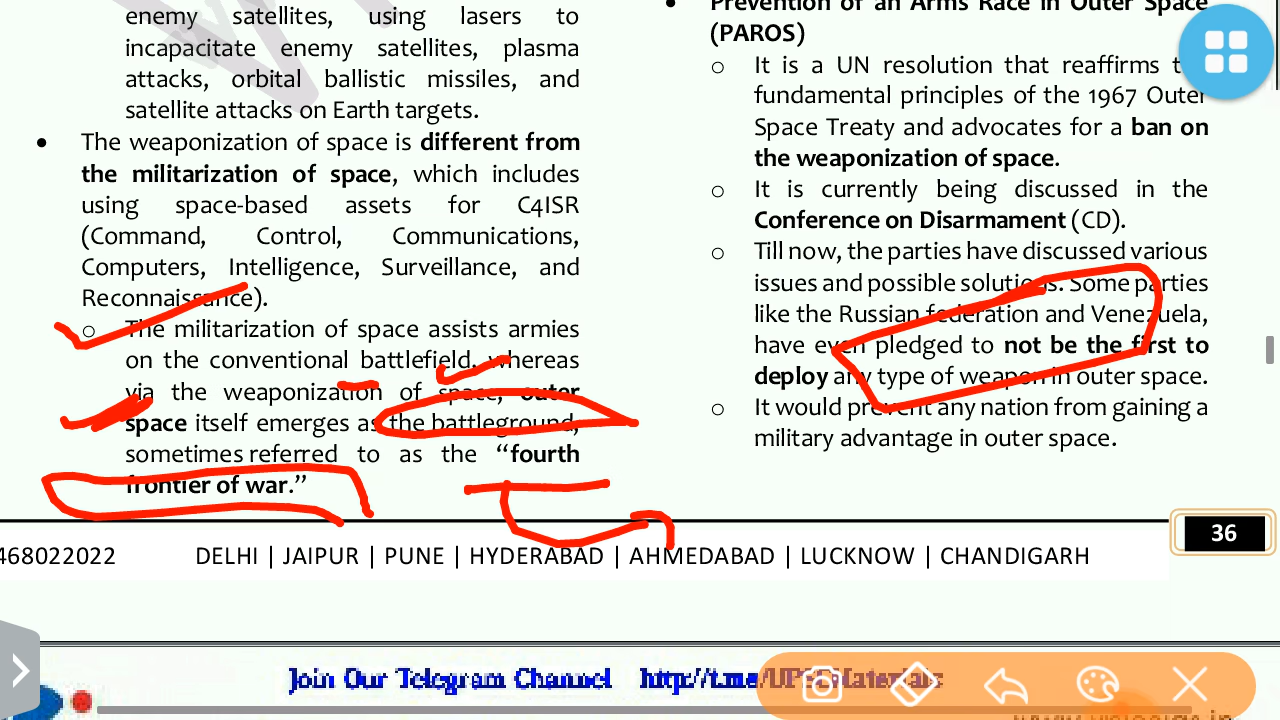 enemy satellites, using lasers to
incapacitate enemy satellites, plasma
attacks, orbital ballistic missiles, and
satellite attacks on Earth targets.
• The weaponization of space is different from
the militarization of space, which includes
using space-based assets for C4ISR
(Command, Control, Communications,
Computers, Intelligence, Surveillance, and
Reconnaissance).
o The militarization of space assists armies
on the conventional battlefield, whereas
via the weaponization of space, outer
space itself emerges as the battleground,
sometimes referred to as the “fourth
frontier of war.”
• Prevention of an Arms Race in Outer Space
(PAROS)
o It is a UN resolution that reaffirms
fundamental principles of the 1967 Outer
Space Treaty and advocates for a ban on
the weaponization of space.
o It is currently being discussed in the
Conference on Disarmament (CD).
o Till now, the parties have discussed various
issues and possible solutions. Some parties
like the Russian federation and Venezuela,
have even pledged to not be the first to
deploy any type of weapon in outer space.
o It would prevent any nation from gaining a
military advantage in outer space.
468022022 DELHI | JAIPUR | PUNE | HYDERABAD | AHMEDABAD | LUCKNOW | CHANDIGARH
36
Join Our Telegram Channel